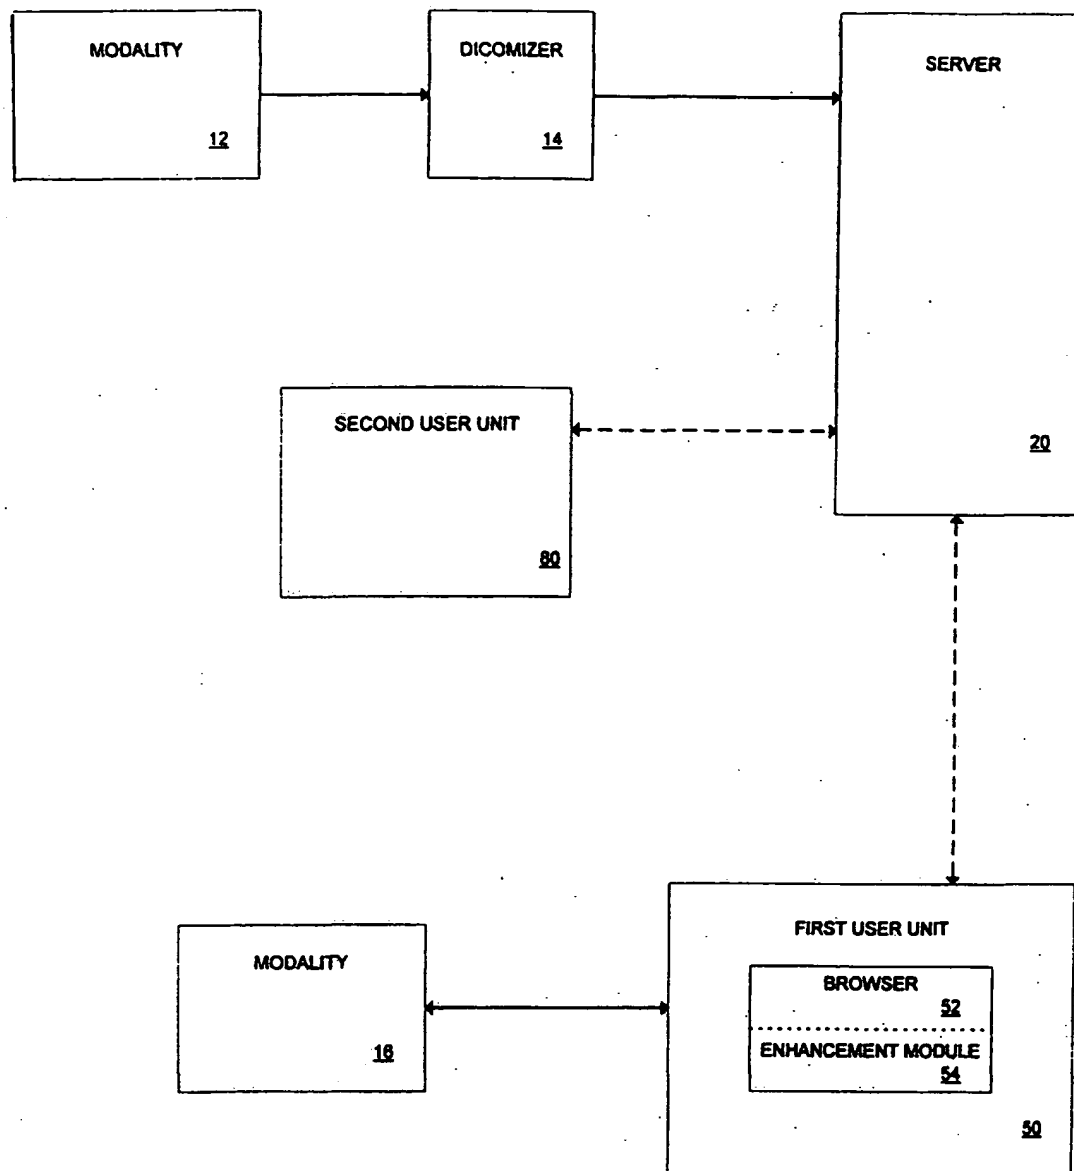 MODALITY
12
DICOMIZER
14
SERVER
20
SECOND USER UNIT
80
FIRST USER UNIT
BROWSER
52
ENHANCEMENT MODULE
54
50
MODALITY
16